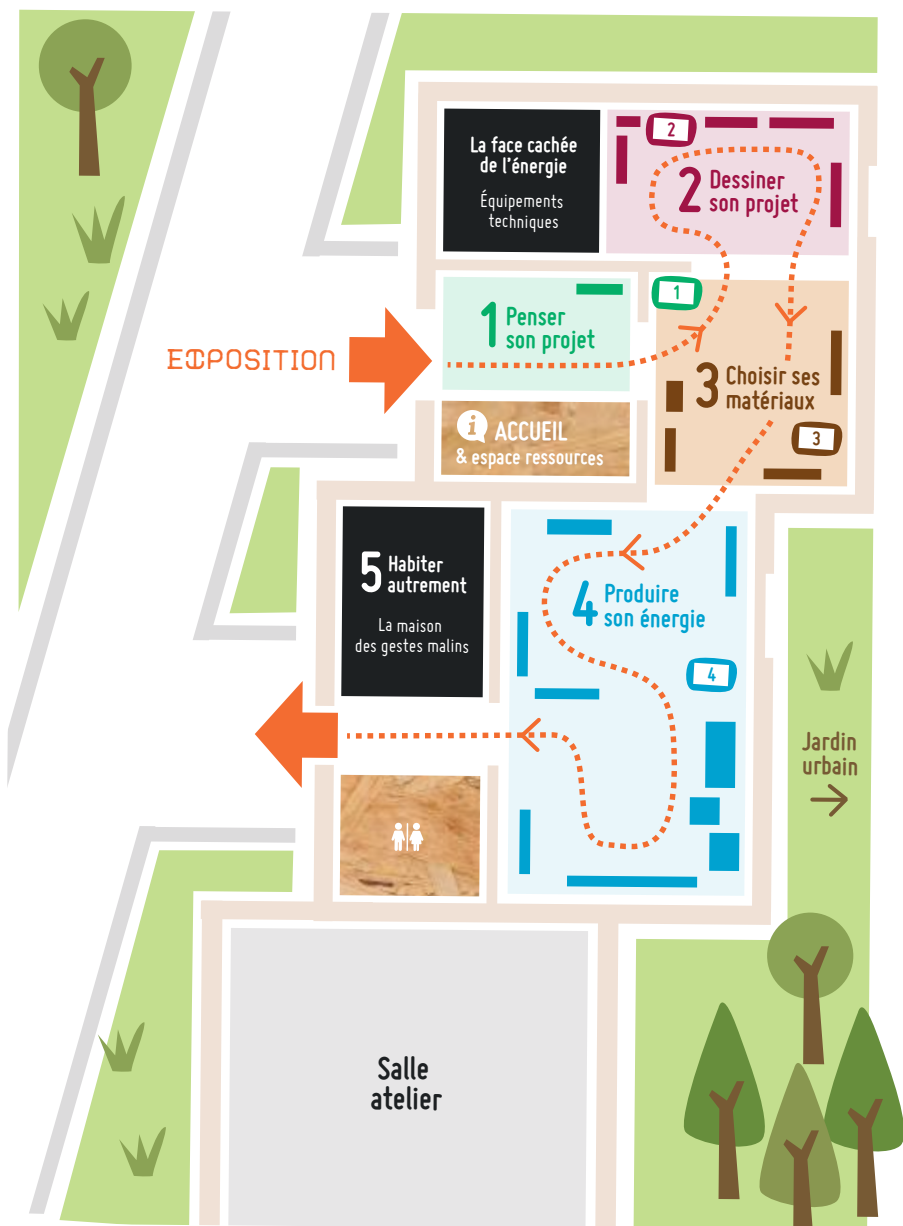 La face cachée
de l'énergie
Équipements
techniques
2
2 Dessiner
son projet
1
1 Penser
son projet
EXPOSITION
3 Choisir ses
matériaux
3
i ACCUEIL
& espace ressources
5 Habiter
autrement
La maison
des gestes malins
4 Produire
son énergie
4
Jardin
urbain
Salle
atelier